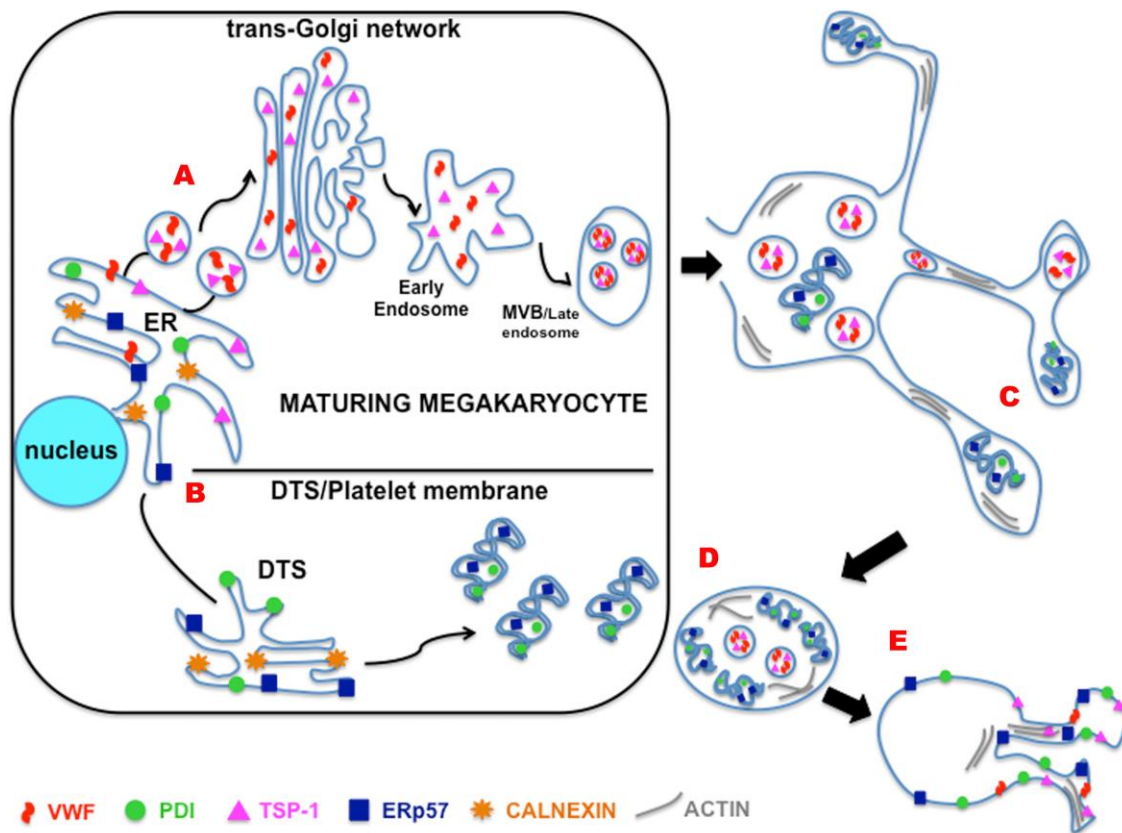 trans-Golgi network
A
ER
Early
Endosome
MVB/Late
endosome
MATURING MEGAKARYOCYTE
nucleus
B
DTS/Platelet membrane
DTS
C
D
E
VWF
PDI
TSP-1
ERp57
CALNEXIN
ACTIN